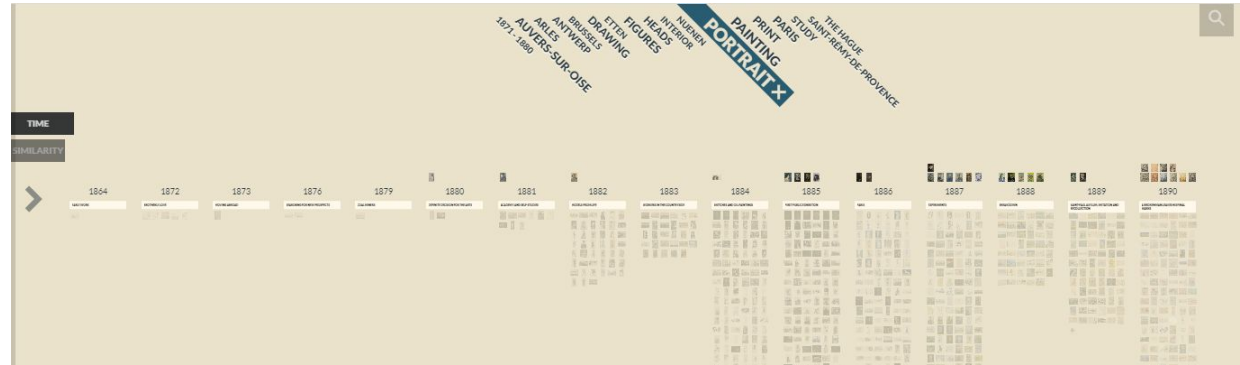 1871 - 1880
AUVERS-SUR-OISE
ARLES
ANTWERP
BRUSSELS
DRAWING
ETTEN
FIGURES
HEADS
INTERIOR
NUENEN
PORTRAIT X
PAINTING
PRINT
PARIS
STUDY
SAINT-RÉMY-DE-PROVENCE
THE HAGUE
TIME
SIMILARITY
1864 1872 1873 1876 1879 1880 1881 1882 1883 1884 1885 1886 1887 1888 1889 1890